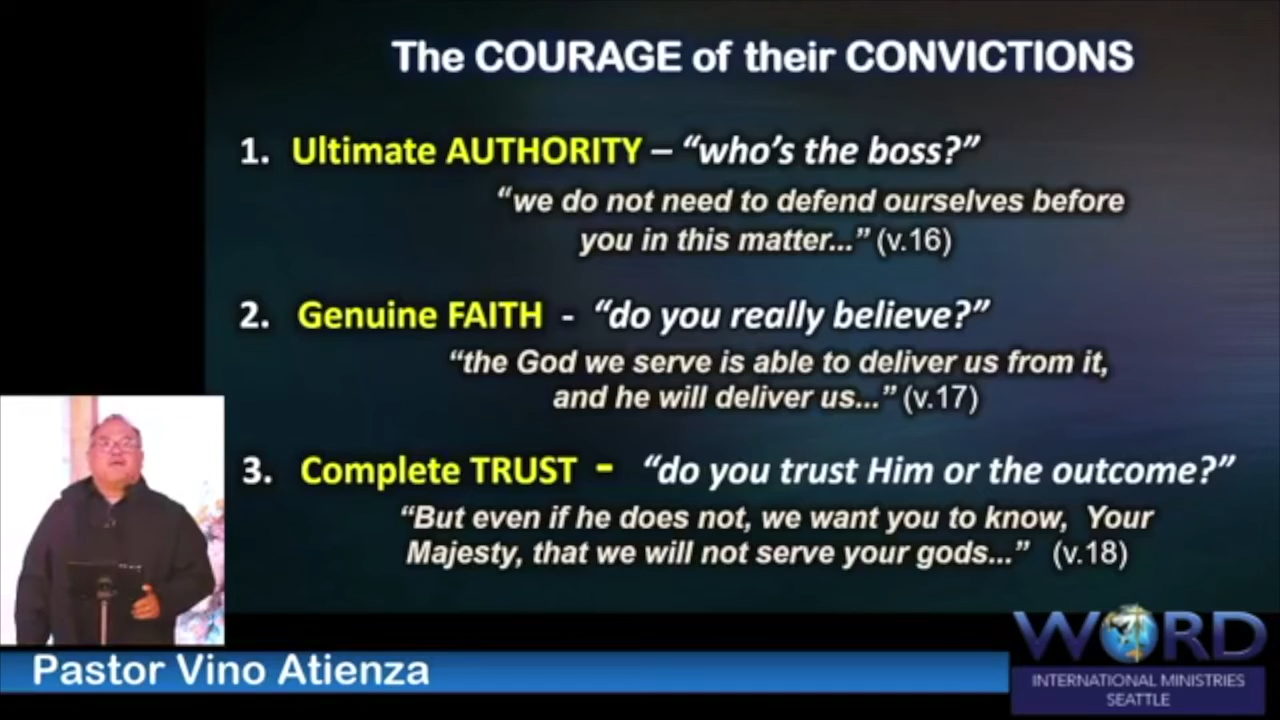 The COURAGE of their CONVICTIONS
1. Ultimate AUTHORITY – “who’s the boss?”
“we do not need to defend ourselves before
you in this matter...” (v.16)
2. Genuine FAITH - “do you really believe?”
“the God we serve is able to deliver us from it,
and he will deliver us...” (v.17)
3. Complete TRUST - “do you trust Him or the outcome?”
“But even if he does not, we want you to know, Your
Majesty, that we will not serve your gods...” (v.18)
Pastor Vino Atienza
WORD
INTERNATIONAL MINISTRIES
SEATTLE